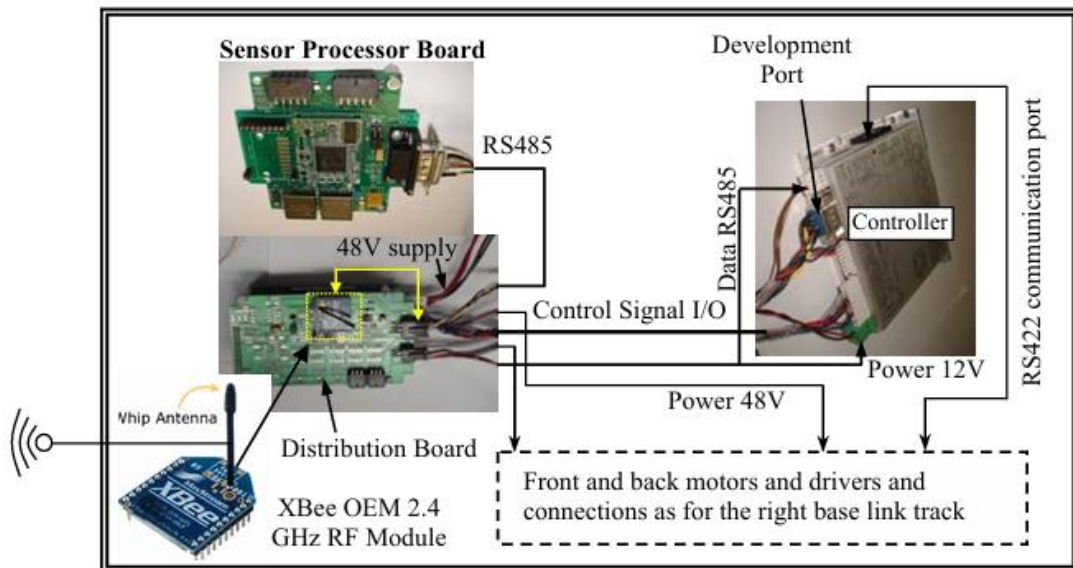 Sensor Processor Board
Development
Port
RS485
48V supply
Data RS485
Controller
RS422 communication port
Control Signal I/O
Power 12V
Power 48V
Whip Antenna
Distribution Board
XBee
XBee OEM 2.4
GHz RF Module
Front and back motors and drivers and
connections as for the right base link track